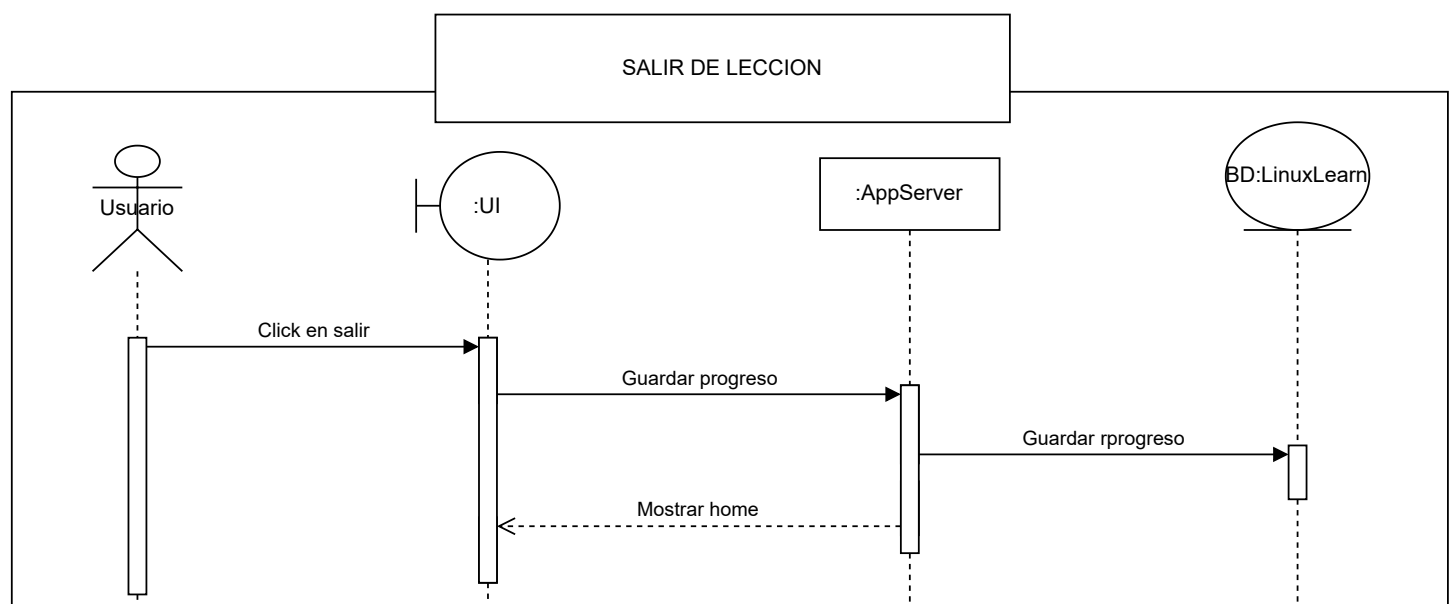 SALIR DE LECCION
Usuario
:UI
:AppServer
BD:LinuxLearn
Click en salir
Guardar progreso
Guardar rprogreso
Mostrar home